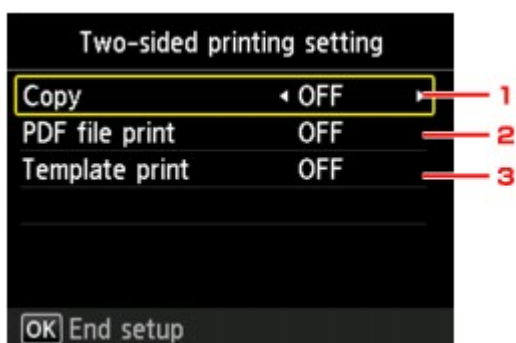 Two-sided printing setting
Copy OFF 1
PDF file print OFF 2
Template print OFF 3
OK End setup